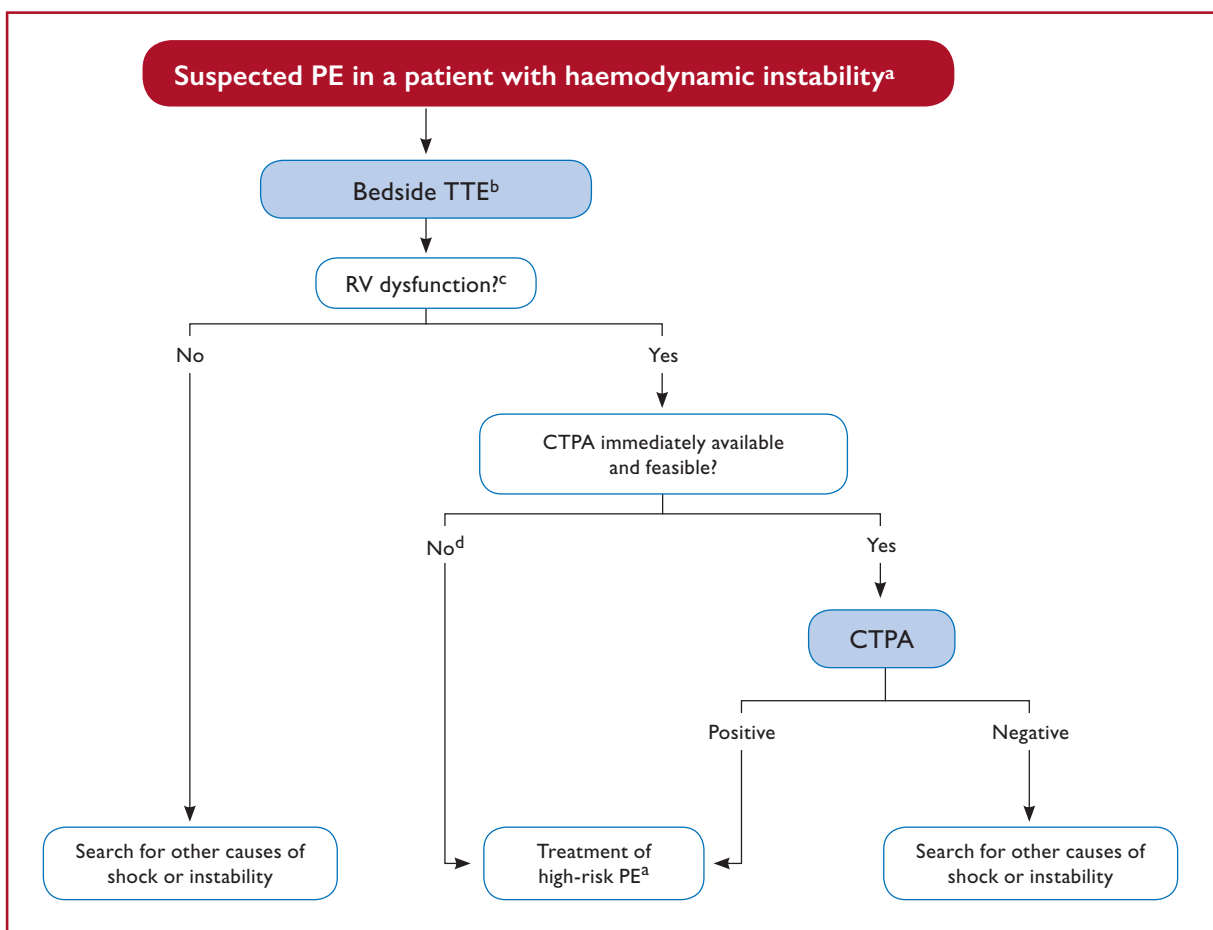 Suspected PE in a patient with haemodynamic instabilityᵃ
Bedside TTEᵇ
RV dysfunction?ᶜ
No
Yes
CTPA immediately available
and feasible?
Noᵈ
Yes
CTPA
Positive
Negative
Search for other causes of
shock or instability
Treatment of
high-risk PEᵃ
Search for other causes of
shock or instability